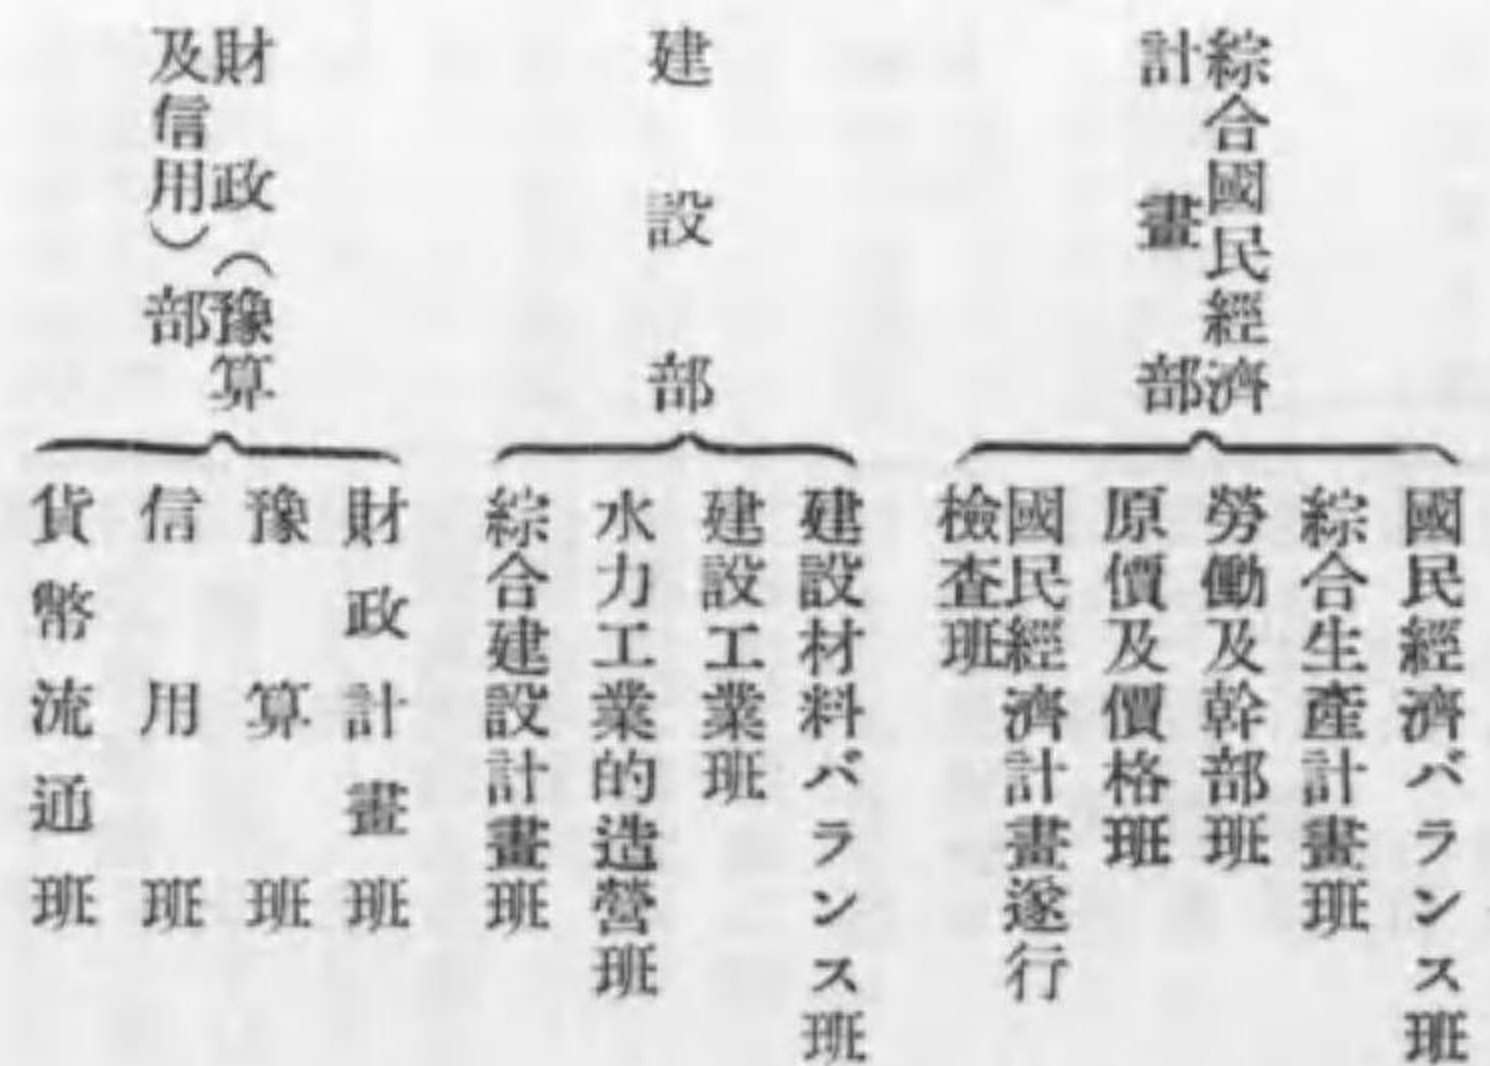 綜合國民經濟
計畫部
國民經濟バランス班
綜合生產計畫班
勞働及幹部班
原價及價格班
國民經濟計畫遂行
檢查班
建設部
建設材料バランス班
建設工業班
水力工業的造營班
綜合建設計畫班
財政(豫算
及信用)部
財政計畫班
豫算班
信用班
貨幣流通班